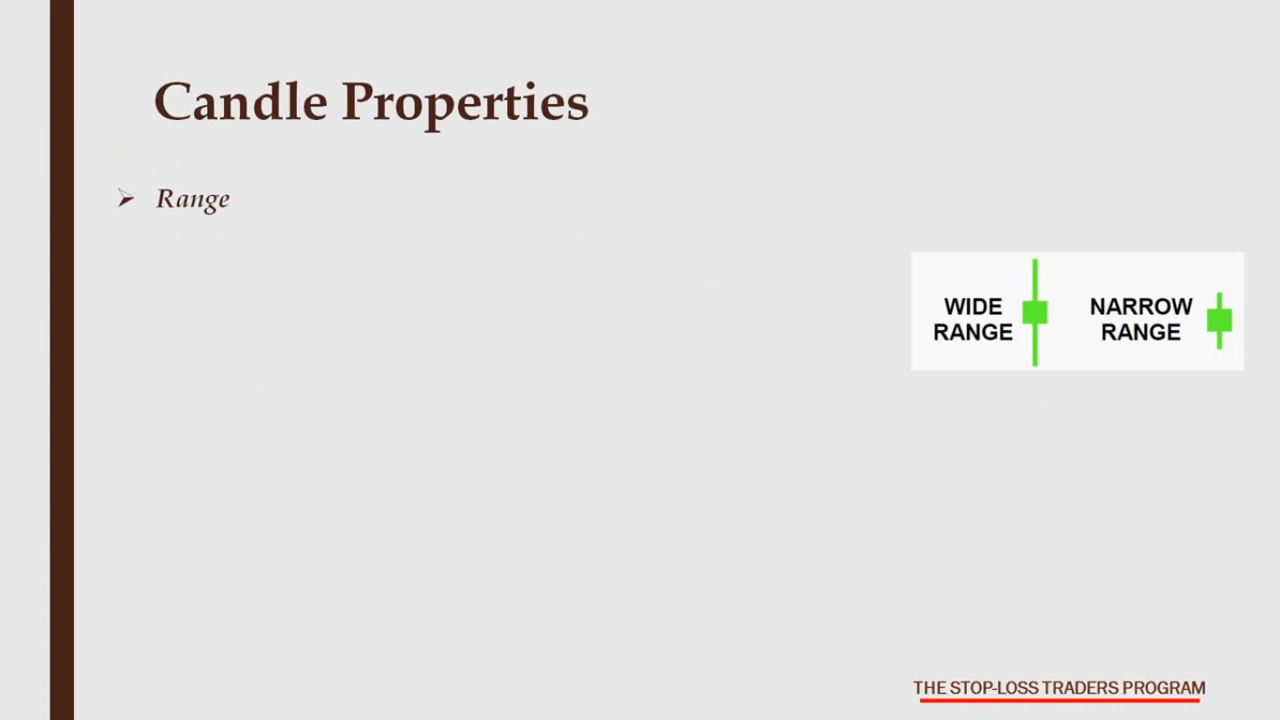 Candle Properties
Range
WIDE
RANGE
NARROW
RANGE
THE STOP-LOSS TRADERS PROGRAM